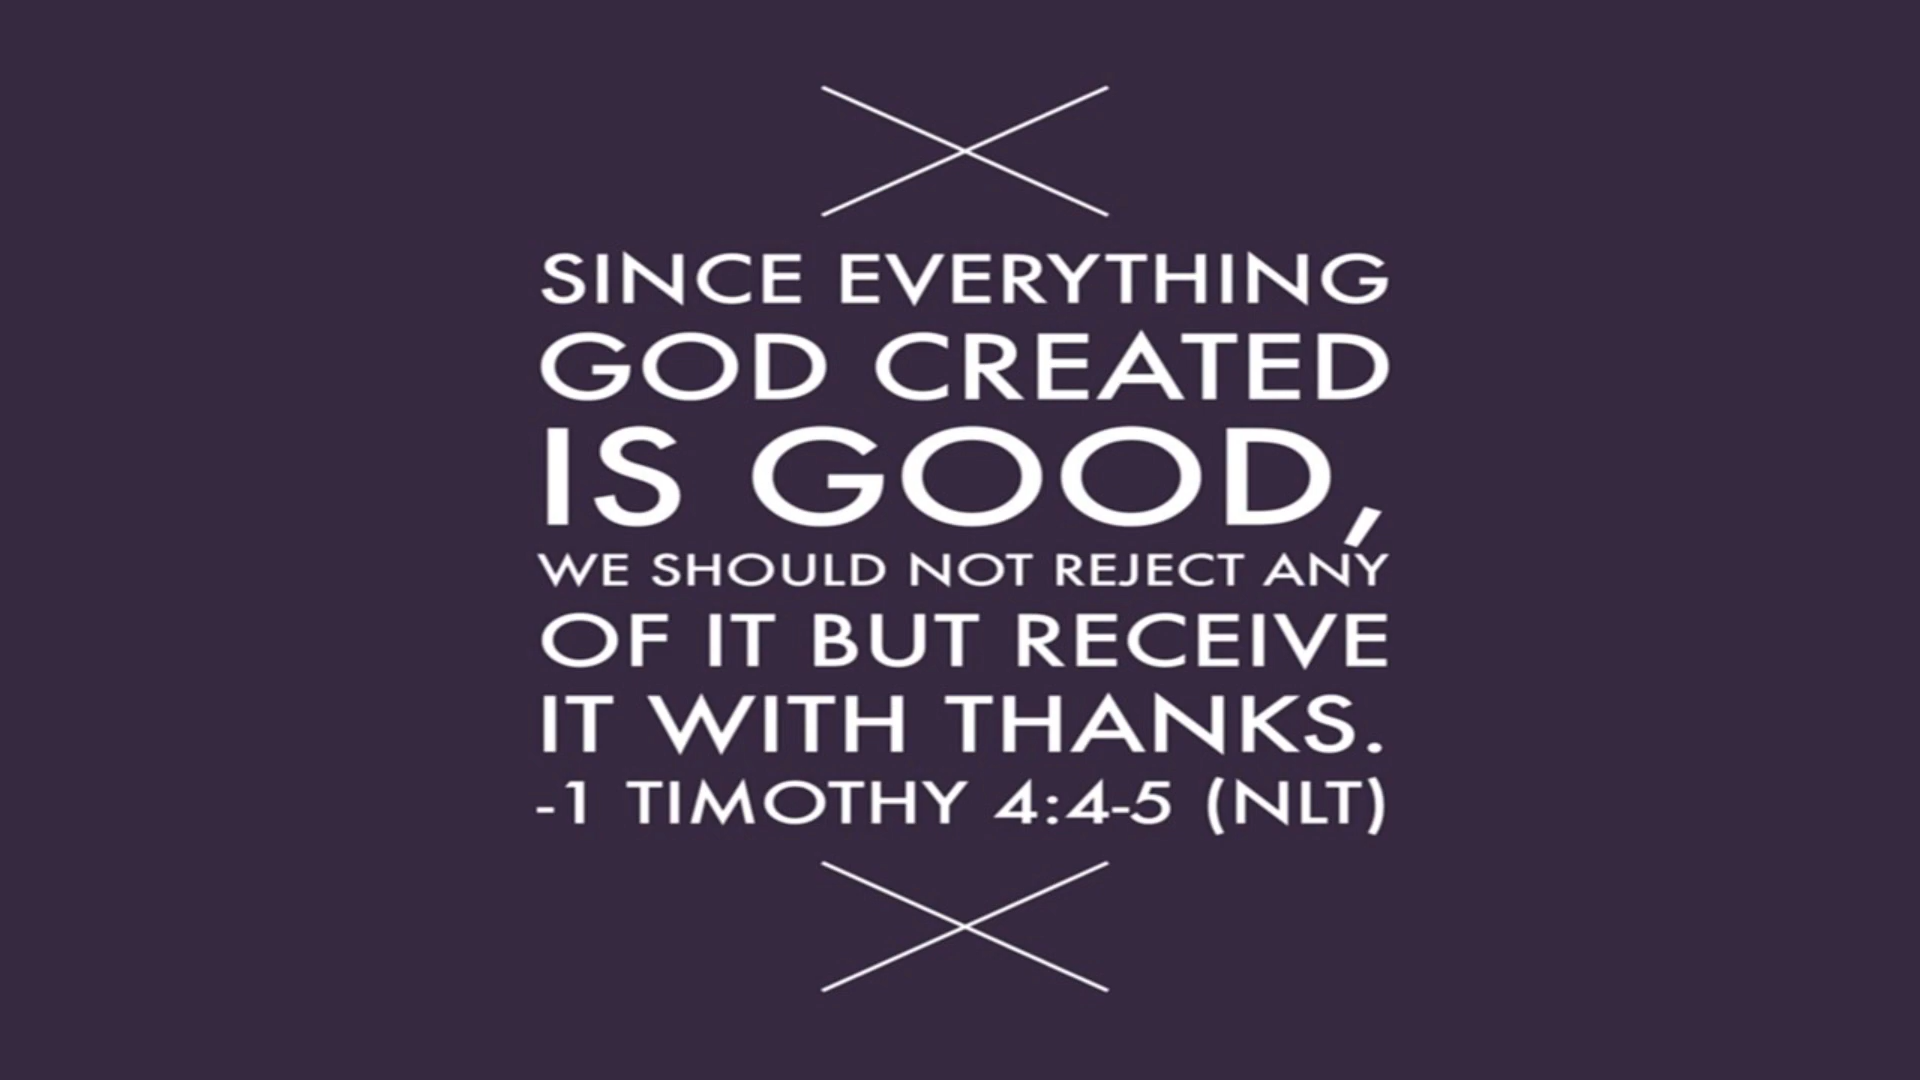 SINCE EVERYTHING
GOD CREATED
IS GOOD,
WE SHOULD NOT REJECT ANY
OF IT BUT RECEIVE
IT WITH THANKS.
-1 TIMOTHY 4:4-5 (NLT)